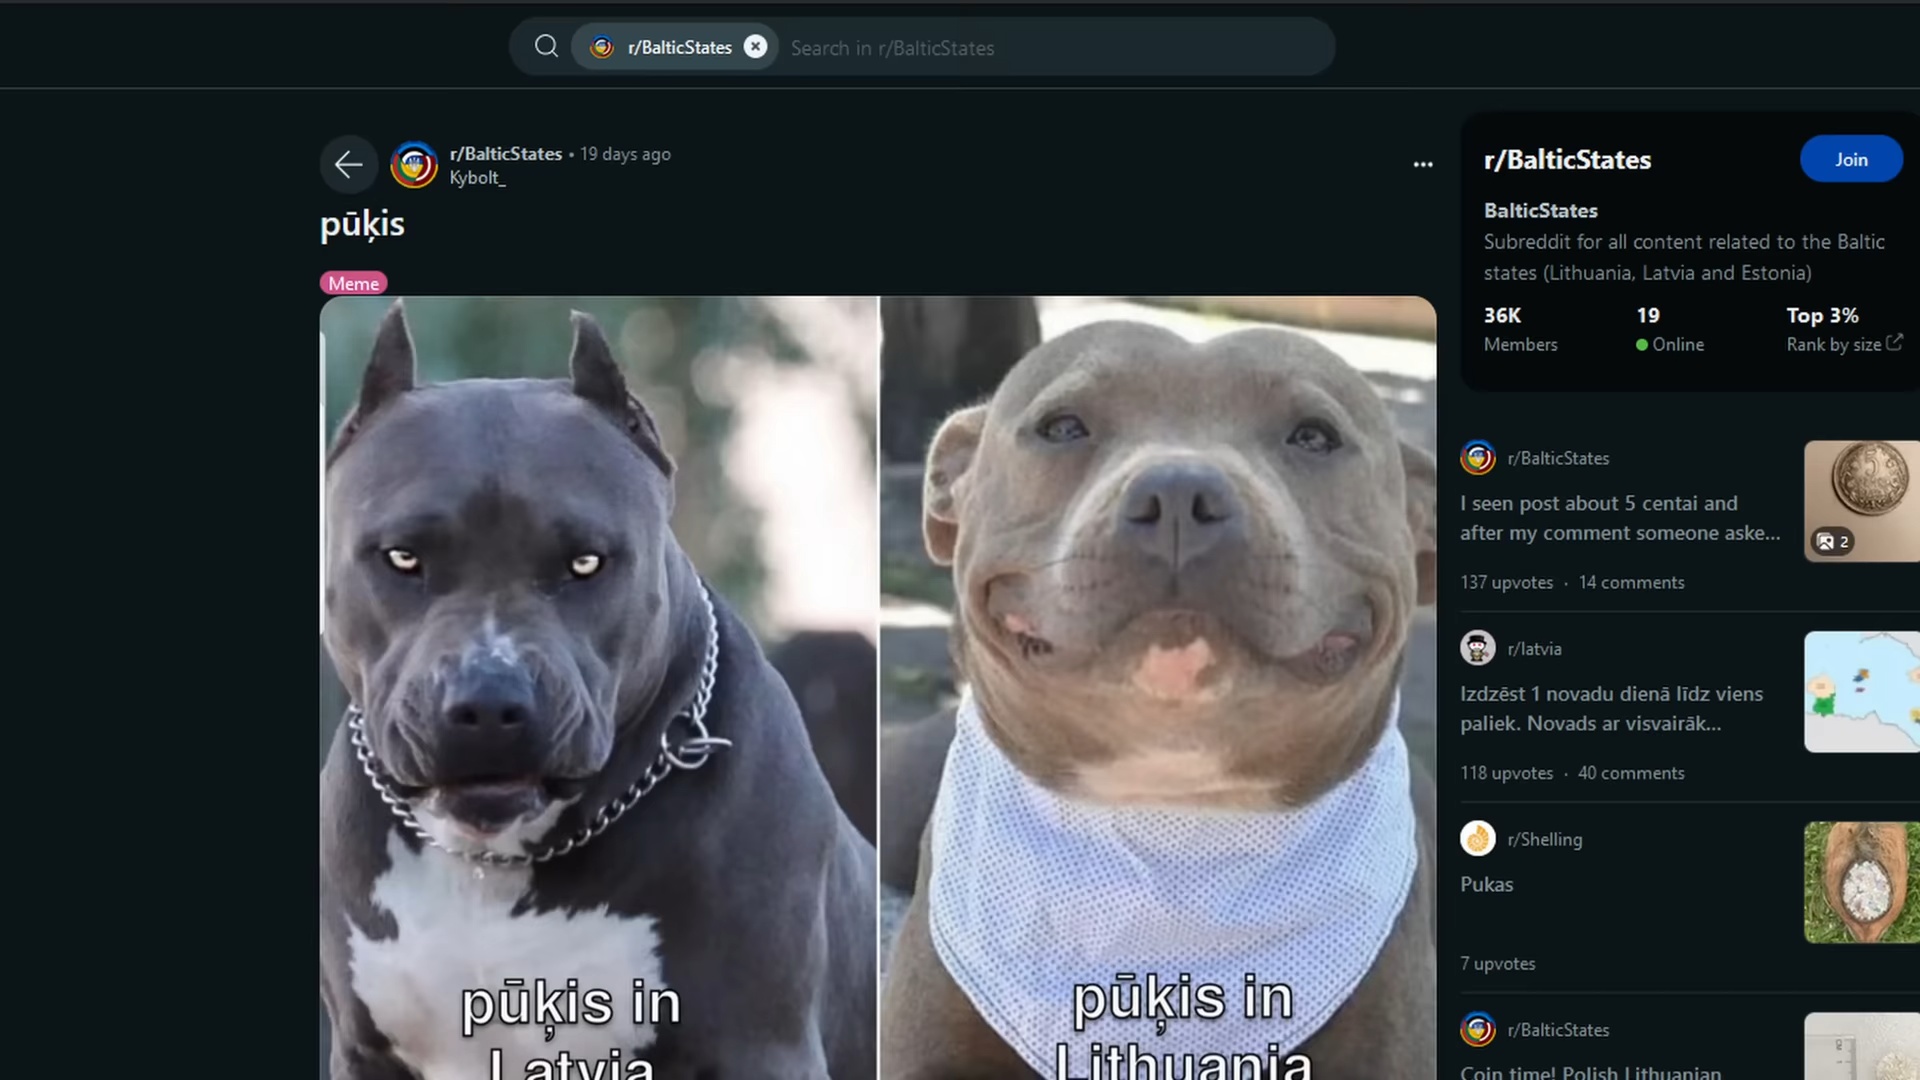 r/BalticStates
Search in r/BalticStates
r/BalticStates • 19 days ago
Kybolt_
pūķis
Meme
pūķis in
Latvia
pūķis in
Lithuania
r/BalticStates
Join
BalticStates
Subreddit for all content related to the Baltic
states (Lithuania, Latvia and Estonia)
36K
Members
19
Online
Top 3%
Rank by size
r/BalticStates
I seen post about 5 centai and
after my comment someone aske...
137 upvotes · 14 comments
5
2
r/latvia
Izdzēst 1 novadu dienā līdz viens
paliek. Novads ar visvairāk...
118 upvotes · 40 comments
r/Shelling
Pukas
7 upvotes
r/BalticStates
Coin time! Polish Lithuanian